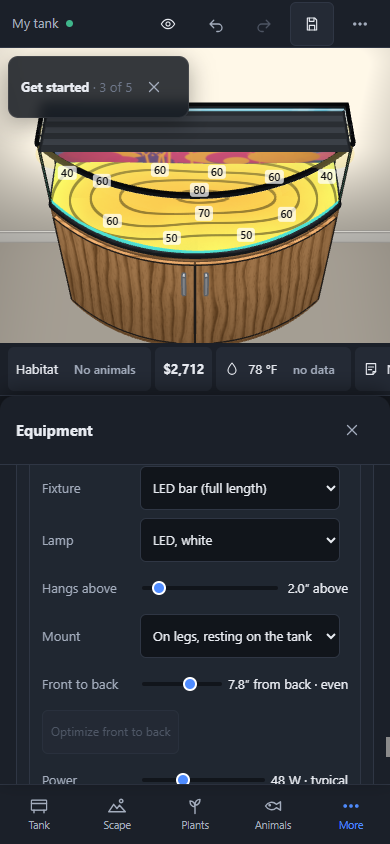 My tank
Get started · 3 of 5
40
60
60
60
60
40
80
60
70
60
50
50
Habitat No animals
$2,712
78 °F no data
Equipment
Fixture LED bar (full length)
Lamp LED, white
Hangs above 2.0″ above
Mount On legs, resting on the tank
Front to back 7.8″ from back · even
Optimize front to back
Power 48 W · typical
Tank
Scape
Plants
Animals
More